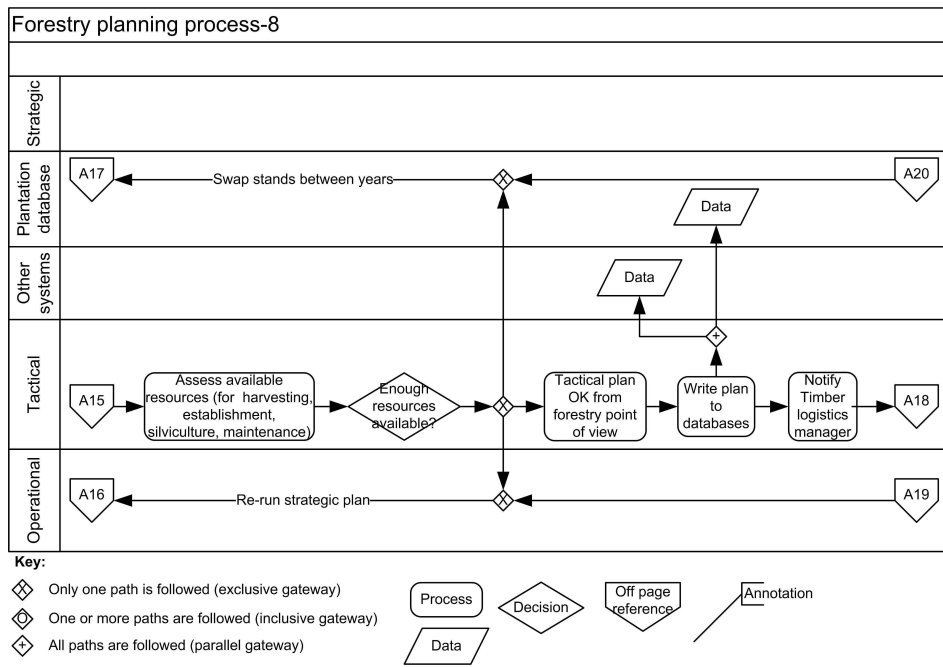 Forestry planning process-8
Strategic
Plantation
database
A17
Swap stands between years
X
A20
Data
Other
systems
Data
+
Tactical
A15
Assess available
resources (for harvesting,
establishment,
silviculture, maintenance)
Enough
resources
available?
X
Tactical plan
OK from
forestry point
of view
Write plan
to
databases
Notify
Timber
logistics
manager
A18
Operational
A16
Re-run strategic plan
X
A19
Key:
X
Only one path is followed (exclusive gateway)
O
One or more paths are followed (inclusive gateway)
+
All paths are followed (parallel gateway)
Process
Data
Decision
Off page
reference
Annotation